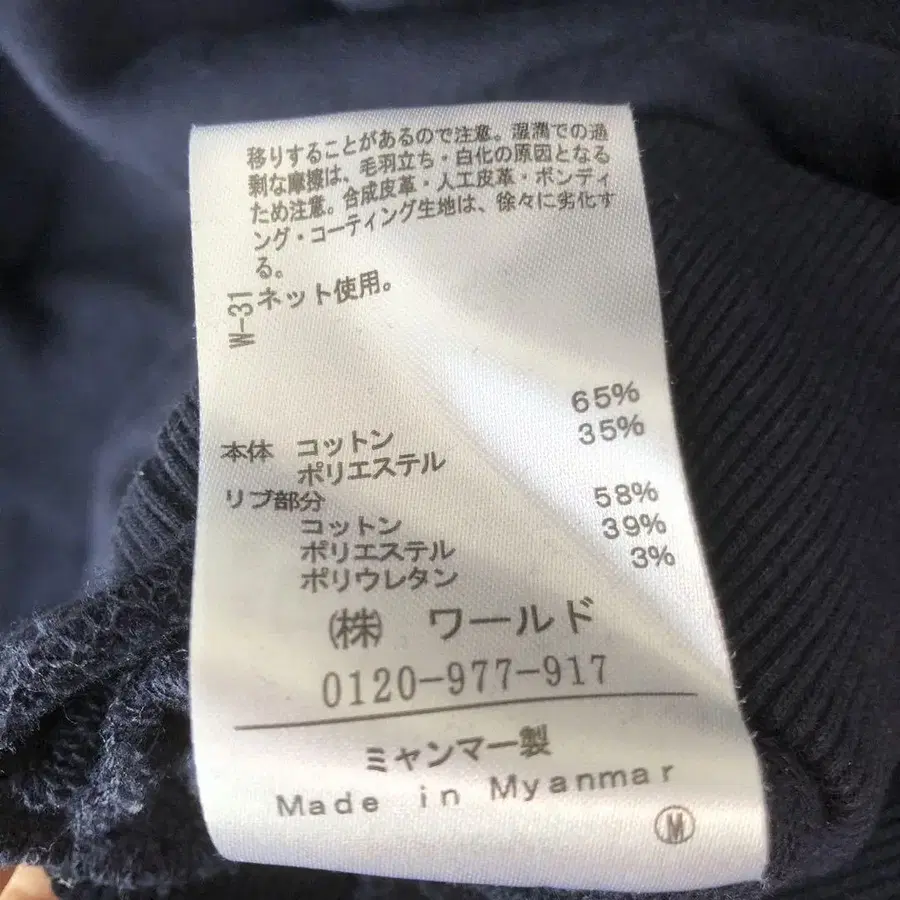 移りすることがあるので注意。湿潤での過
剰な摩擦は、毛羽立ち・白化の原因となる
ため注意。合成皮革・人工皮革・ボンディ
ング・コーティング生地は、徐々に劣化す
る。
ネット使用。
W-31
本体 コットン 65%
ポリエステル 35%
リブ部分
コットン 58%
ポリエステル 39%
ポリウレタン 3%
㈱ ワールド
0120-977-917
ミャンマー製
Made in Myanmar
Ⓜ